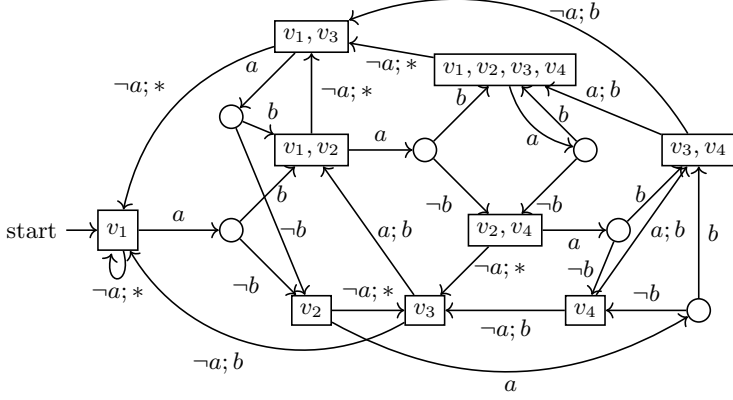 ¬a; b
v₁, v₃
a
¬a; ∗
v₁, v₂, v₃, v₄
¬a; ∗
¬a; ∗
b
a; b
b
b
a
v₁, v₂
a
v₃, v₄
b
¬b
¬b
¬b
start
v₁
a
a; b
v₂, v₄
a
b
a; b
b
¬a; ∗
¬b
¬a; ∗
¬b
¬b
v₂
¬a; ∗
v₃
v₄
¬a; b
¬a; b
a